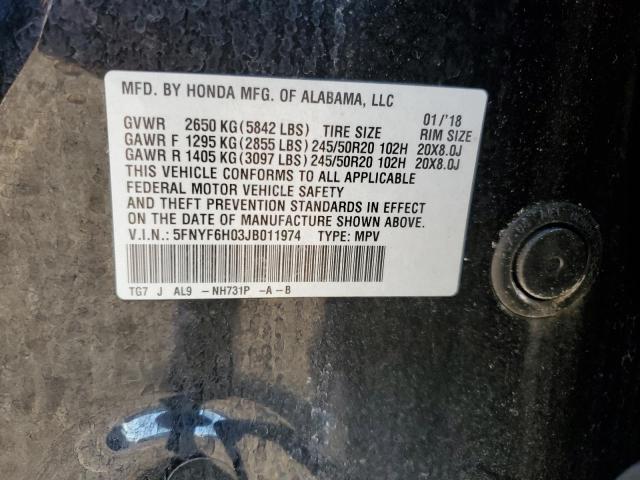 MFD. BY HONDA MFG. OF ALABAMA, LLC
GVWR 2650 KG(5842 LBS) TIRE SIZE 01/'18 RIM SIZE
GAWR F 1295 KG(2855 LBS) 245/50R20 102H 20X8.0J
GAWR R 1405 KG(3097 LBS) 245/50R20 102H 20X8.0J
THIS VEHICLE CONFORMS TO ALL APPLICABLE
FEDERAL MOTOR VEHICLE SAFETY
AND THEFT PREVENTION STANDARDS IN EFFECT
ON THE DATE OF MANUFACTURE SHOWN ABOVE.
V.I.N.: 5FNYF6H03JB011974 TYPE: MPV
TG7 J AL9 -NH731P -A-B